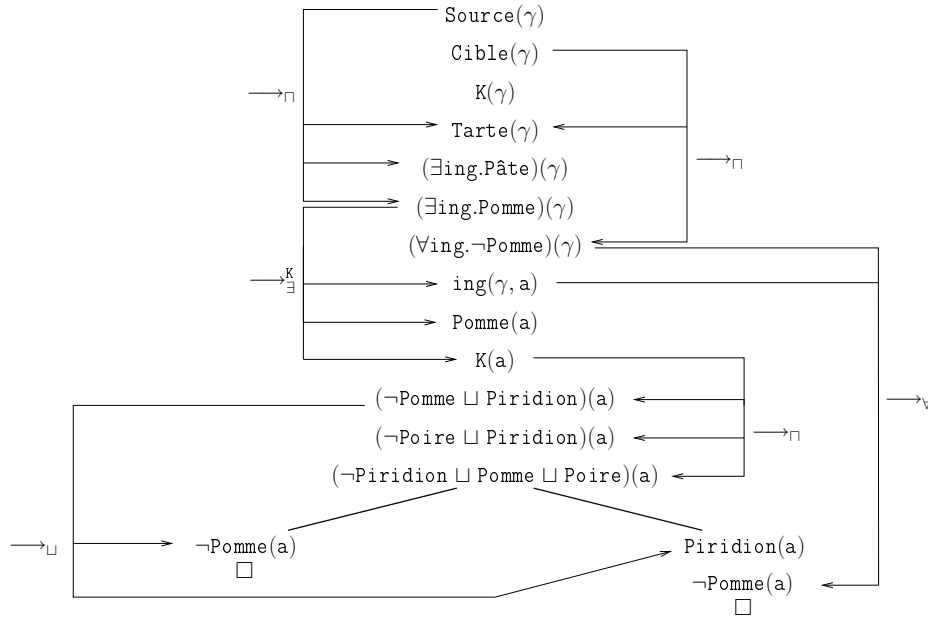 Source(γ)
Cible(γ)
K(γ)
⟶⊓
Tarte(γ)
(∃ing.Pâte)(γ)
⟶⊓
(∃ing.Pomme)(γ)
(∀ing.¬Pomme)(γ)
⟶∃K
ing(γ, a)
Pomme(a)
K(a)
(¬Pomme ⊔ Piridion)(a)
⟶∀
(¬Poire ⊔ Piridion)(a)
⟶⊓
(¬Piridion ⊔ Pomme ⊔ Poire)(a)
⟶⊔
¬Pomme(a)
Piridion(a)
□
¬Pomme(a)
□